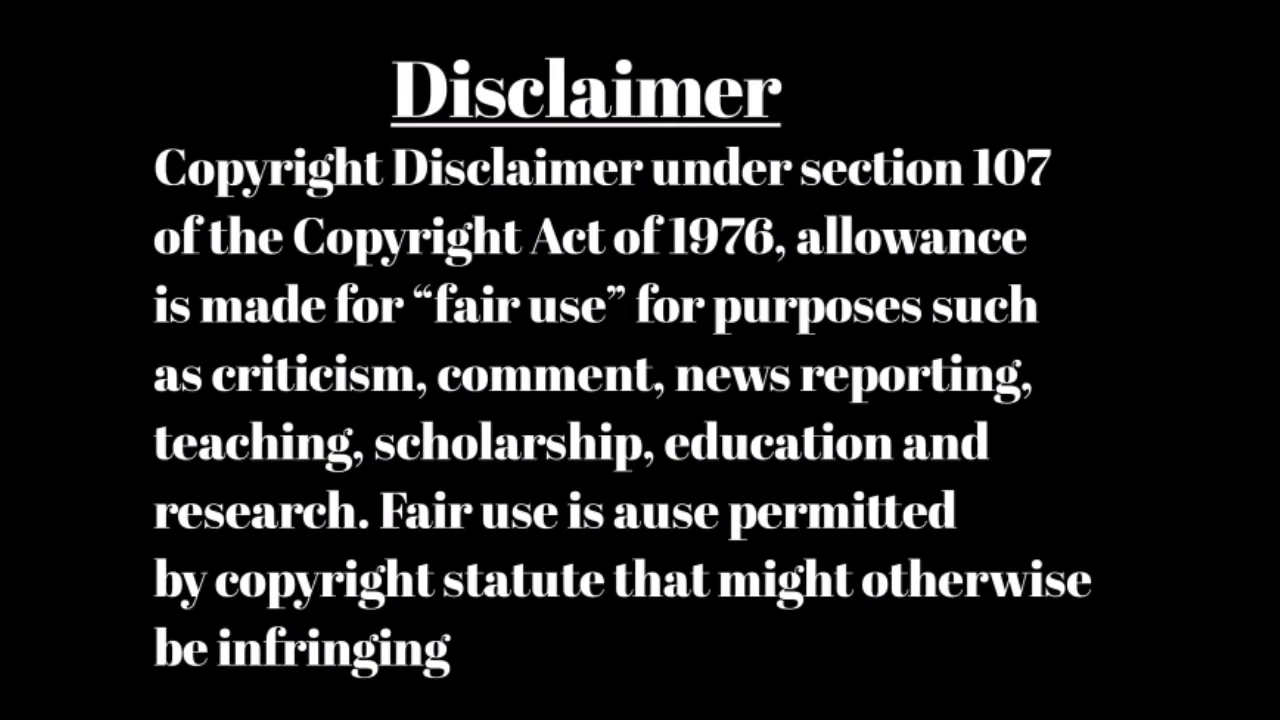 Disclaimer
Copyright Disclaimer under section 107
of the Copyright Act of 1976, allowance
is made for “fair use” for purposes such
as criticism, comment, news reporting,
teaching, scholarship, education and
research. Fair use is ause permitted
by copyright statute that might otherwise
be infringing